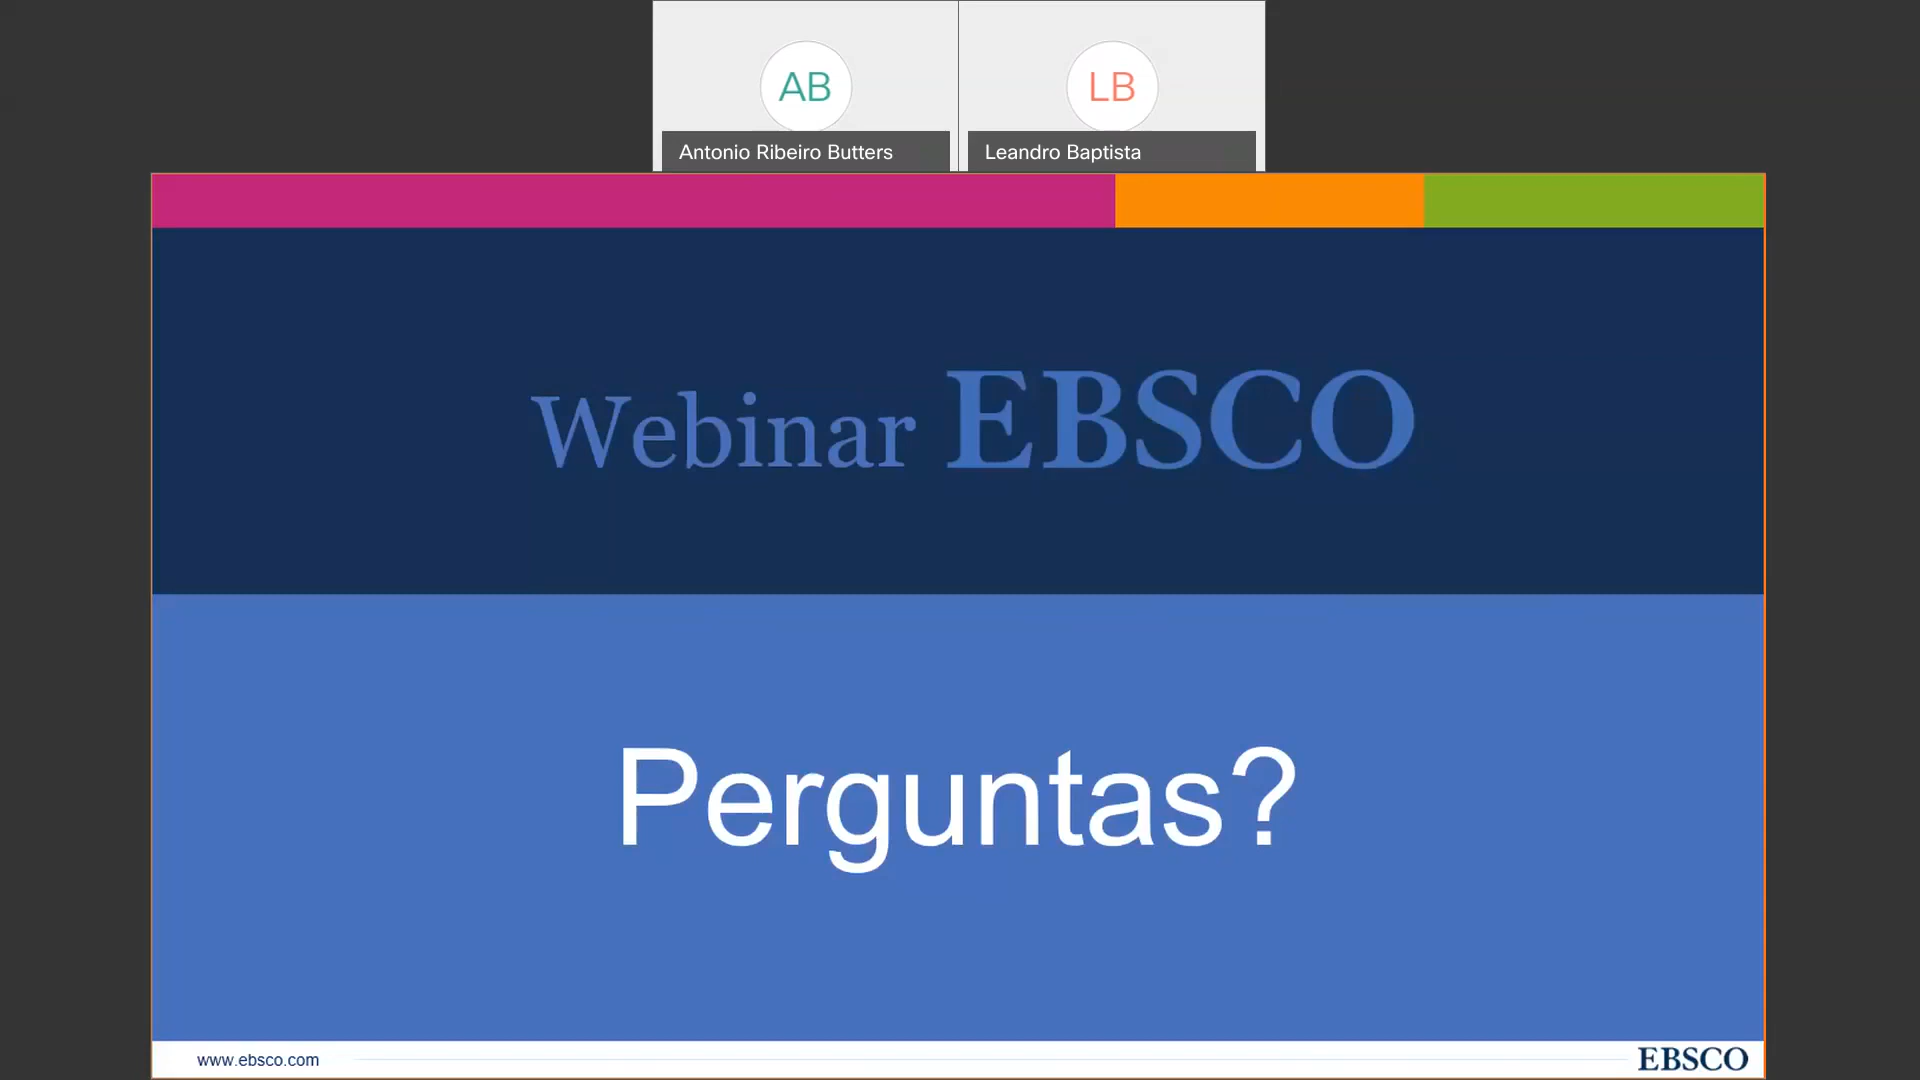 AB
LB
Antonio Ribeiro Butters
Leandro Baptista
Webinar EBSCO
Perguntas?
www.ebsco.com
EBSCO